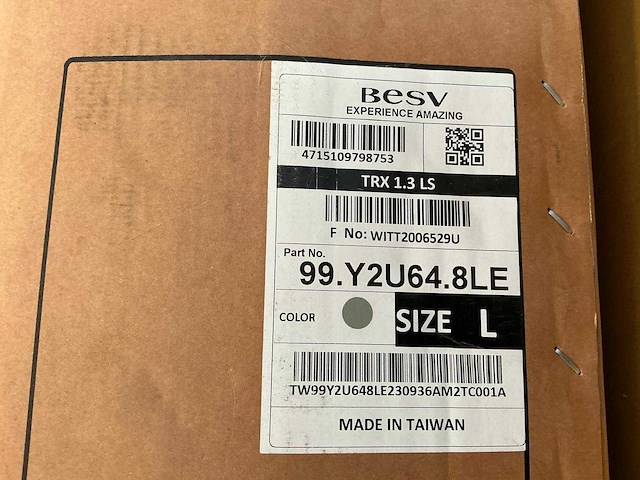 BESV
EXPERIENCE AMAZING
4715109798753
TRX 1.3 LS
F No: WITT2006529U
Part No.
99.Y2U64.8LE
COLOR
SIZE L
TW99Y2U648LE230936AM2TC001A
MADE IN TAIWAN